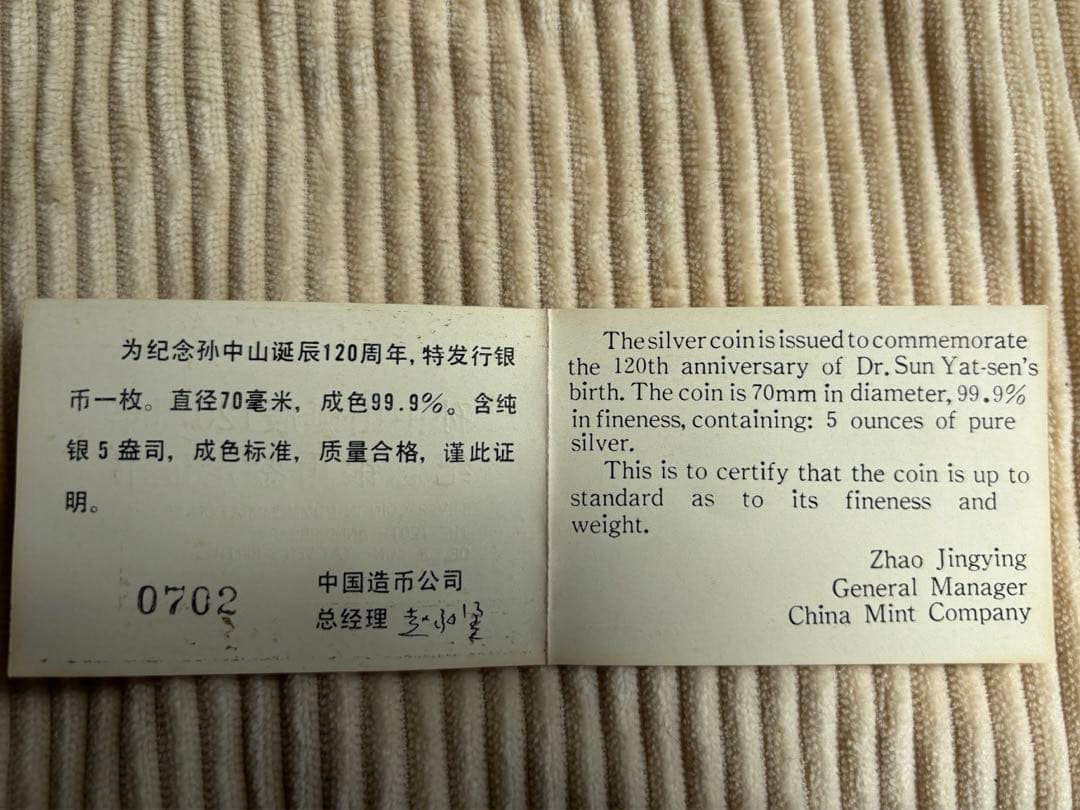 为纪念孙中山诞辰120周年，特发行银
币一枚。直径70毫米，成色99.9%。含纯
银5盎司，成色标准，质量合格，谨此证
明。
0702
中国造币公司
总经理
The silver coin is issued to commemorate
the 120th anniversary of Dr. Sun Yat-sen's
birth. The coin is 70mm in diameter, 99.9%
in fineness, containing: 5 ounces of pure
silver.
This is to certify that the coin is up to
standard as to its fineness and
weight.
Zhao Jingying
General Manager
China Mint Company